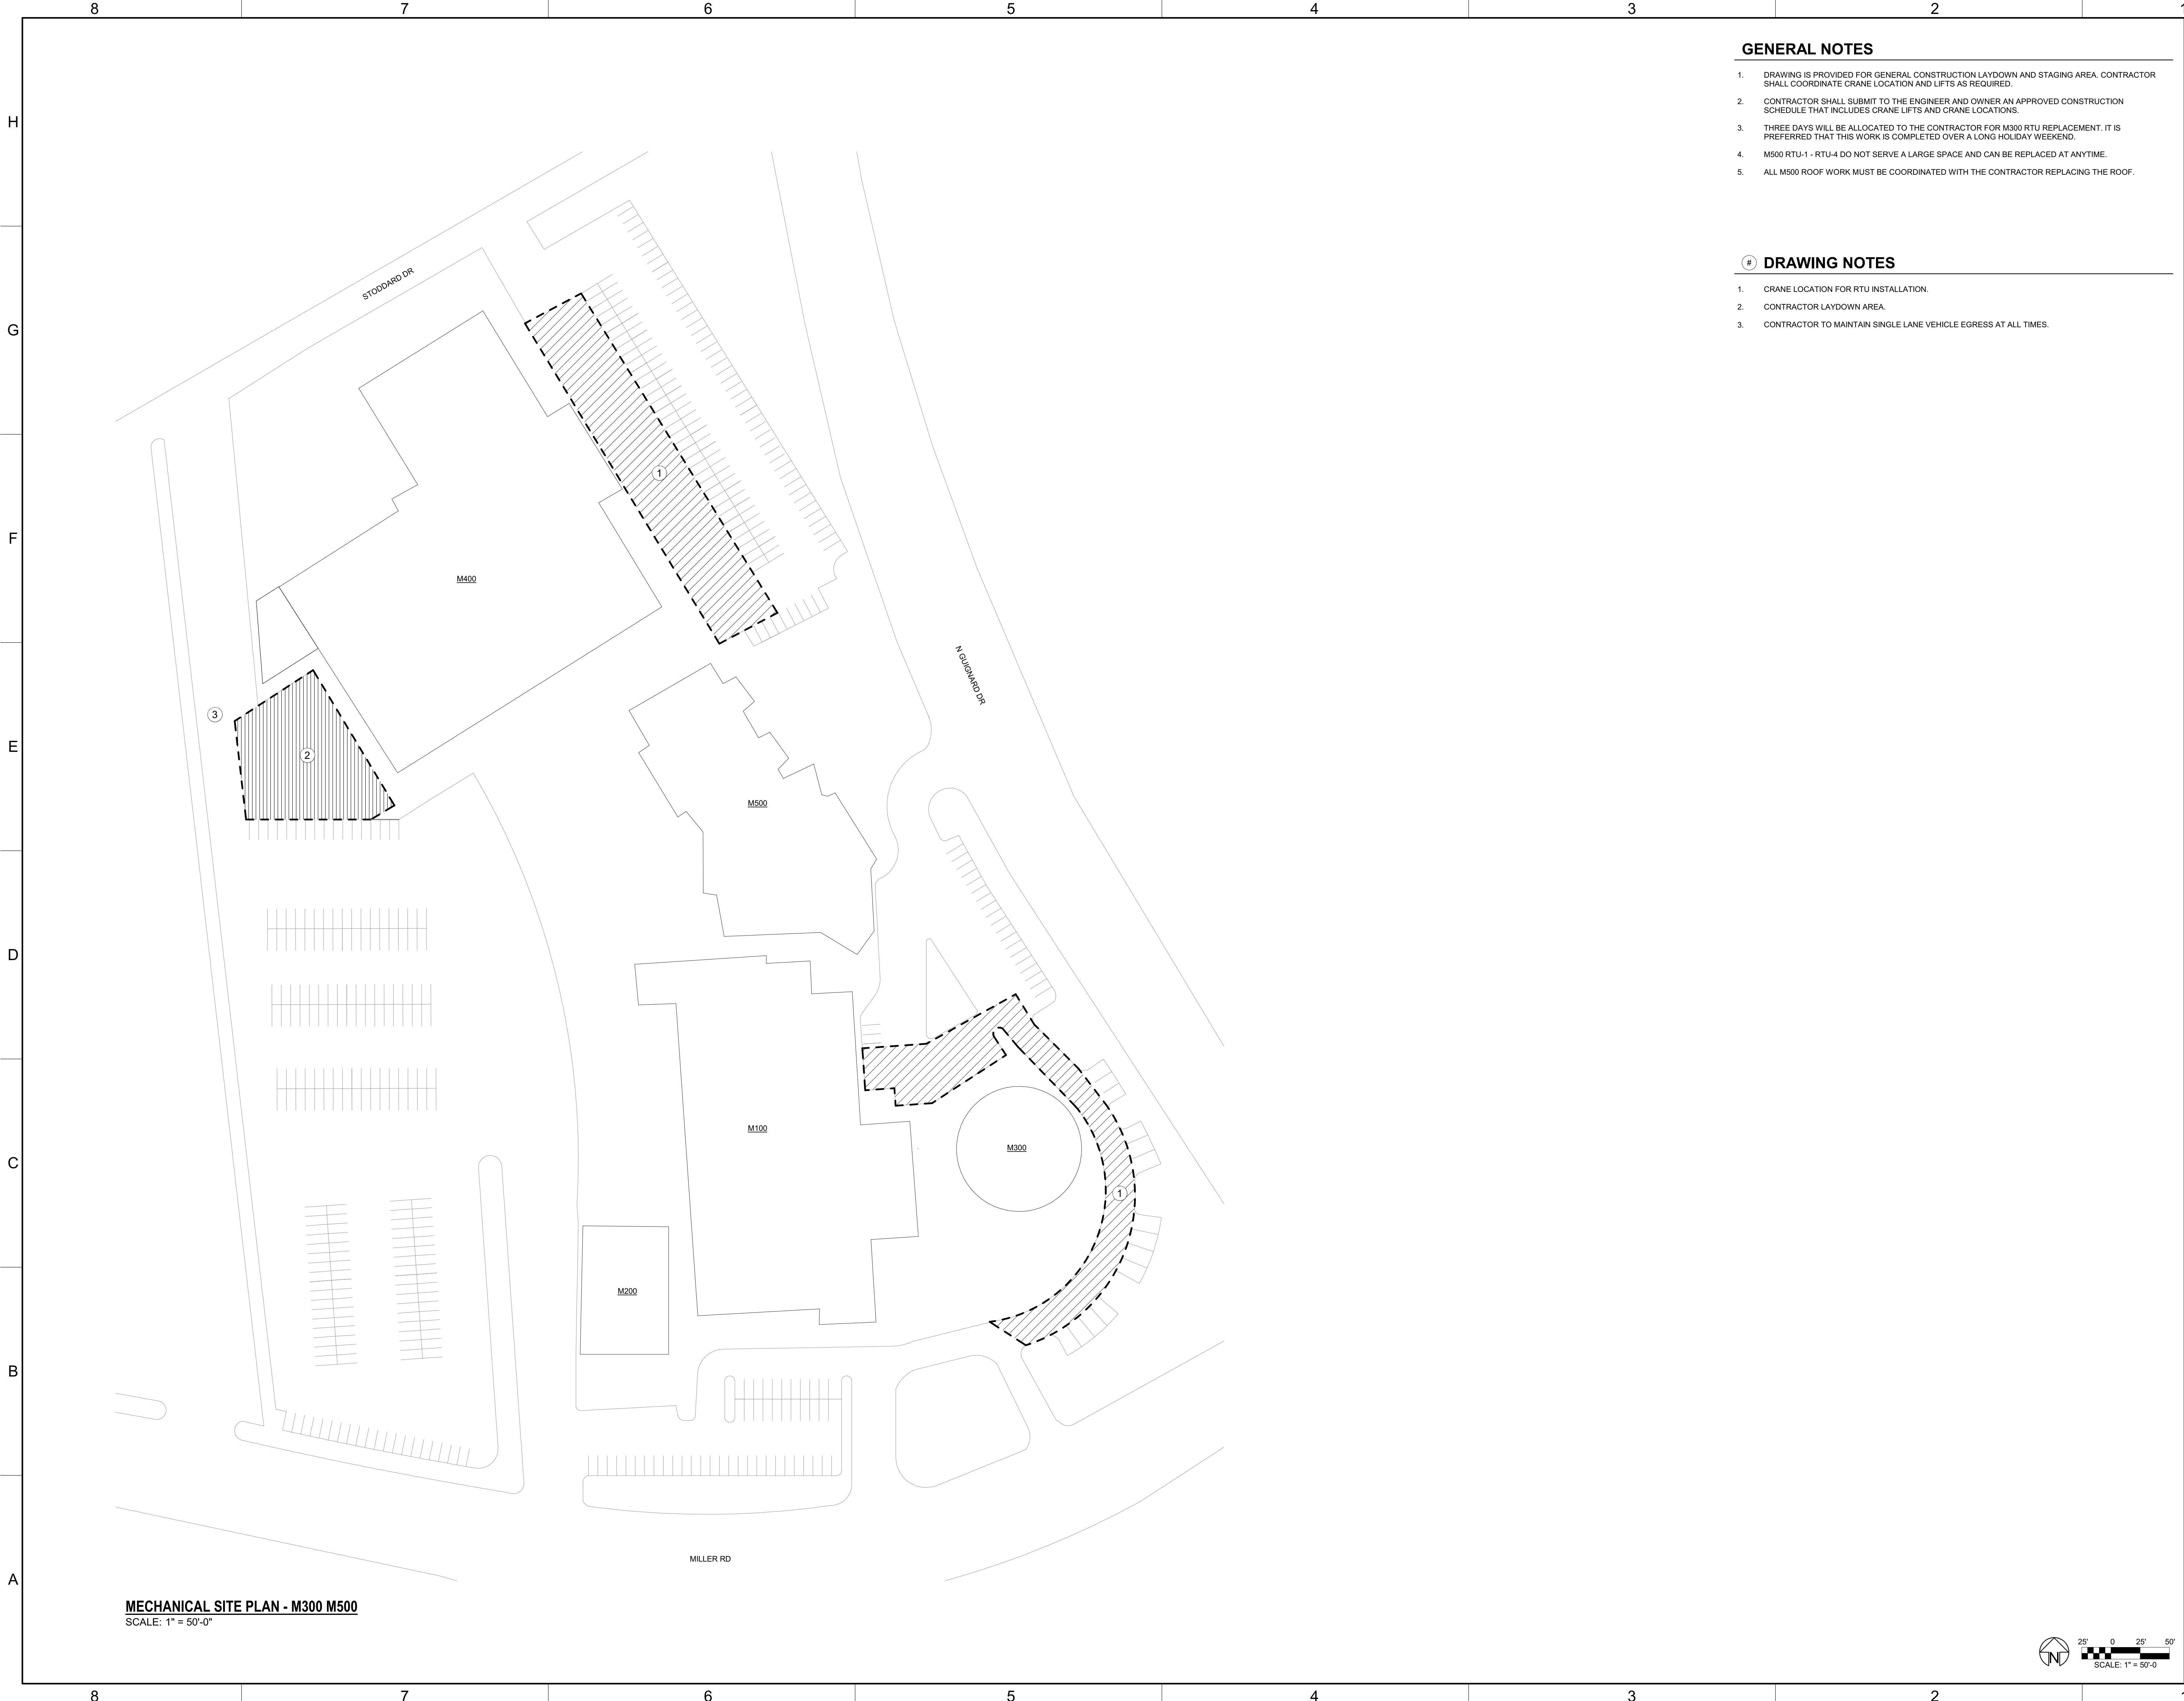 8 7 6 5 4 3 2
GENERAL NOTES
1. DRAWING IS PROVIDED FOR GENERAL CONSTRUCTION LAYDOWN AND STAGING AREA. CONTRACTOR
SHALL COORDINATE CRANE LOCATION AND LIFTS AS REQUIRED.
2. CONTRACTOR SHALL SUBMIT TO THE ENGINEER AND OWNER AN APPROVED CONSTRUCTION
SCHEDULE THAT INCLUDES CRANE LIFTS AND CRANE LOCATIONS.
3. THREE DAYS WILL BE ALLOCATED TO THE CONTRACTOR FOR M300 RTU REPLACEMENT. IT IS
PREFERRED THAT THIS WORK IS COMPLETED OVER A LONG HOLIDAY WEEKEND.
4. M500 RTU-1 - RTU-4 DO NOT SERVE A LARGE SPACE AND CAN BE REPLACED AT ANYTIME.
5. ALL M500 ROOF WORK MUST BE COORDINATED WITH THE CONTRACTOR REPLACING THE ROOF.
# DRAWING NOTES
1. CRANE LOCATION FOR RTU INSTALLATION.
2. CONTRACTOR LAYDOWN AREA.
3. CONTRACTOR TO MAINTAIN SINGLE LANE VEHICLE EGRESS AT ALL TIMES.
H
G
F
E
D
C
B
A
STODDARD DR
1
M400
N GUIGNARD DR
3
2
M500
M100
M300
1
M200
MILLER RD
MECHANICAL SITE PLAN - M300 M500
SCALE: 1" = 50'-0"
N
25' 0 25' 50'
SCALE: 1" = 50'-0
8 7 6 5 4 3 2